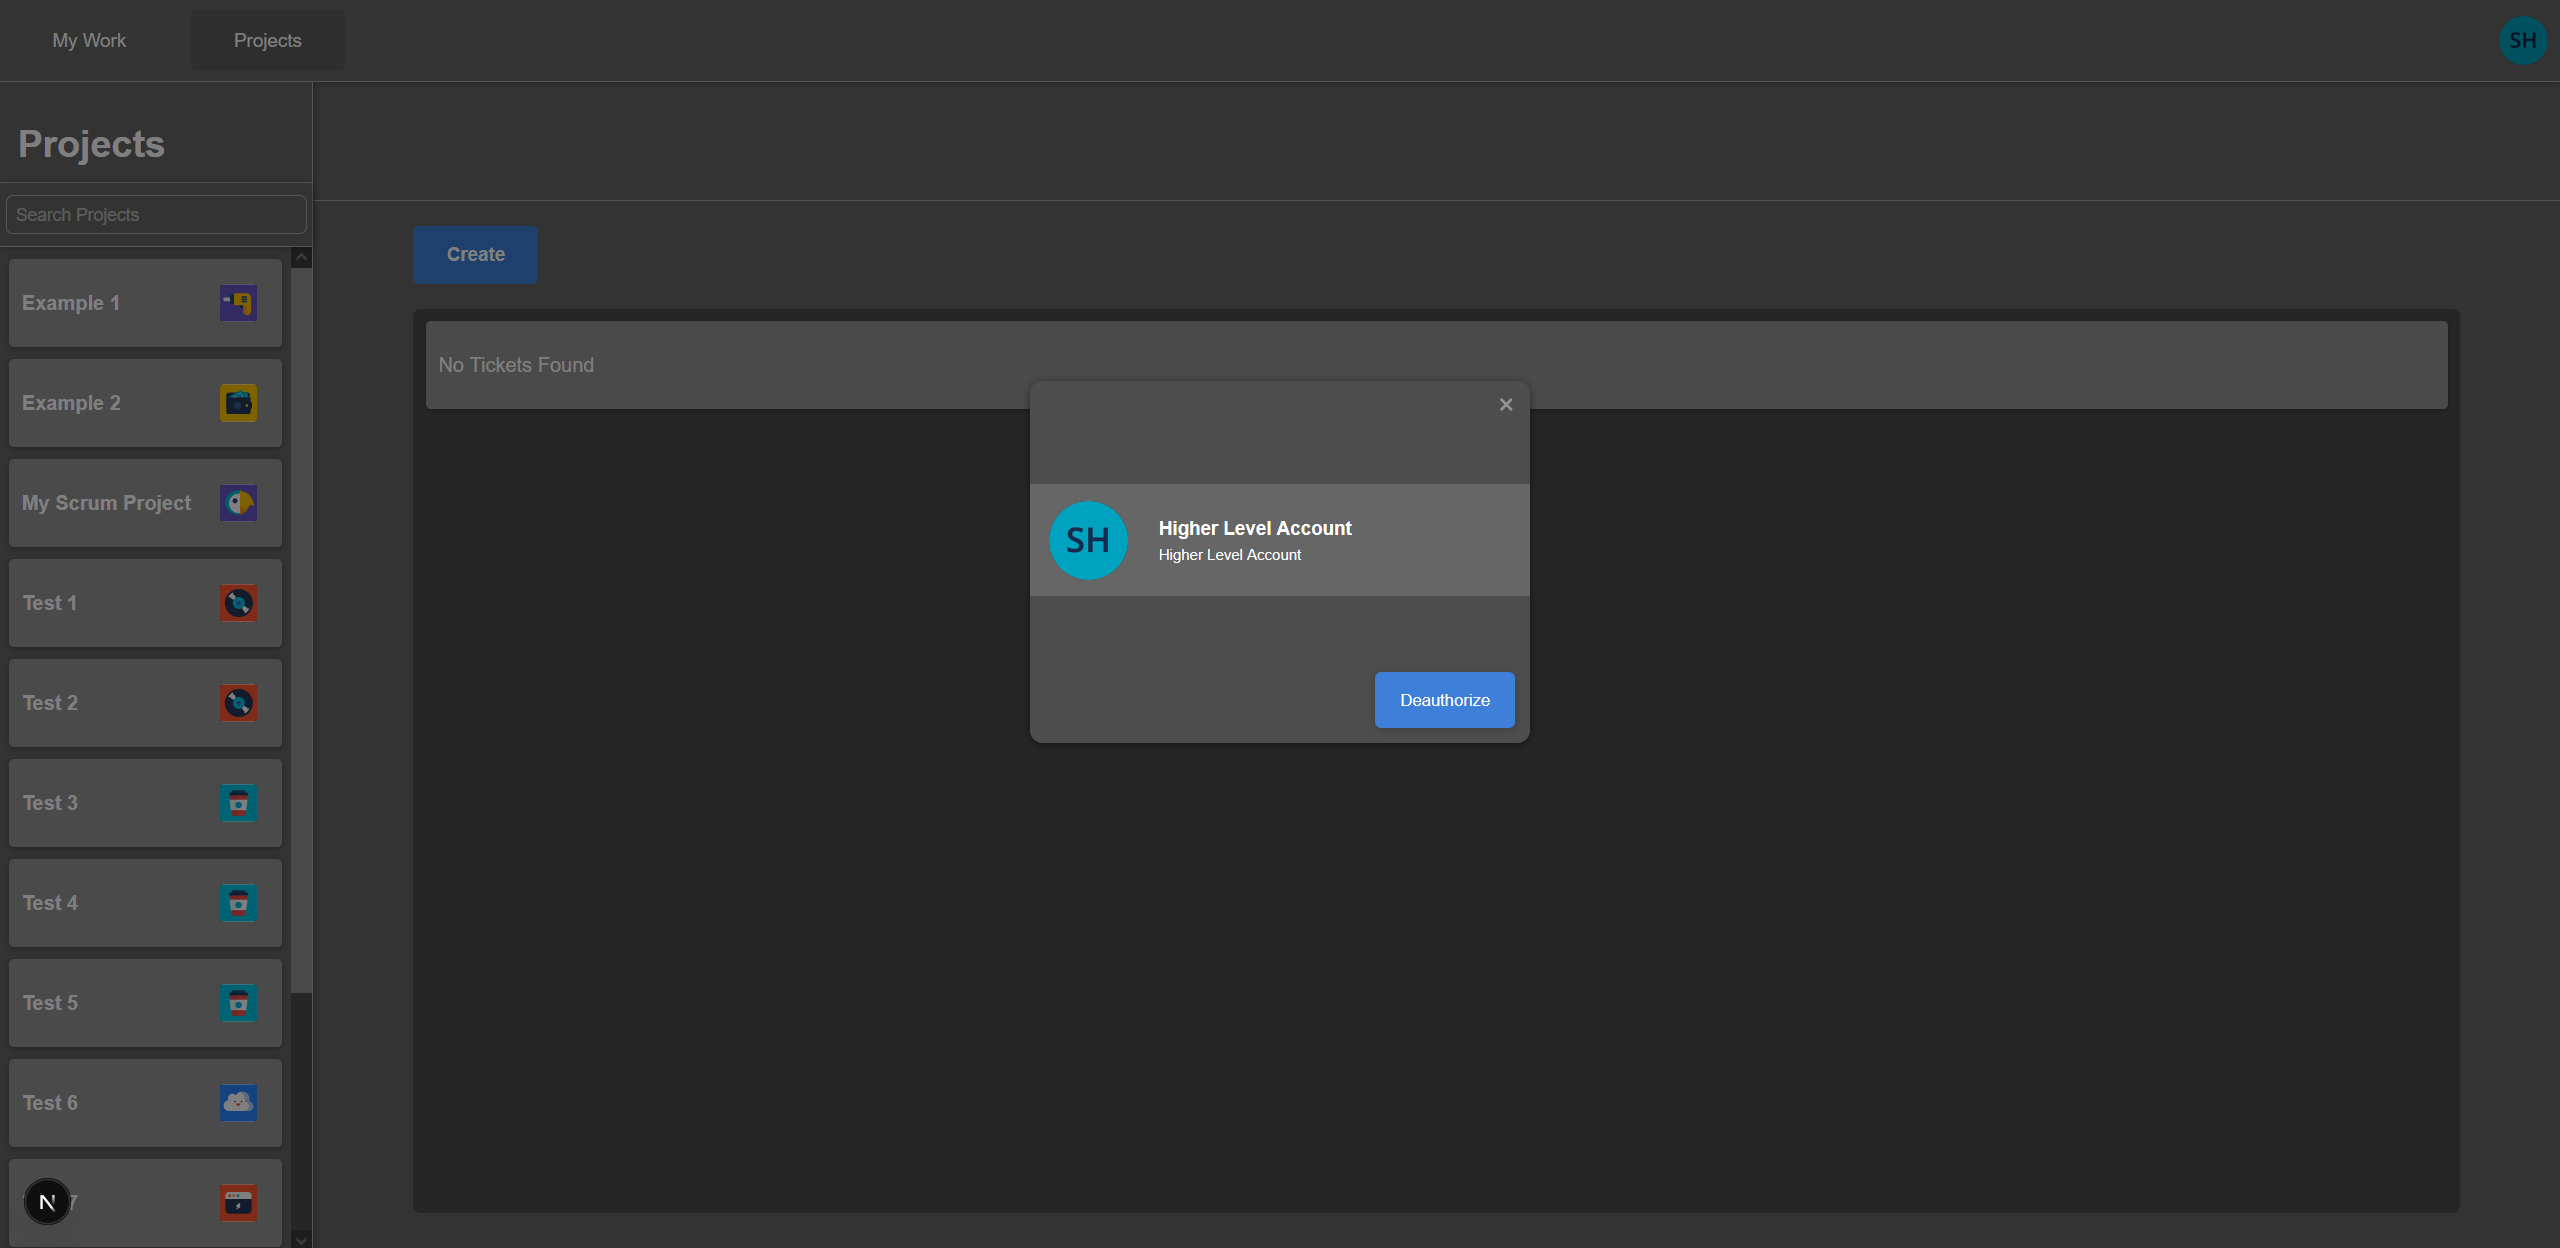 My Work
Projects
SH
Projects
Search Projects
Create
Example 1
No Tickets Found
Example 2
My Scrum Project
SH
Higher Level Account
Higher Level Account
Test 1
Deauthorize
Test 2
Test 3
Test 4
Test 5
Test 6
N
7